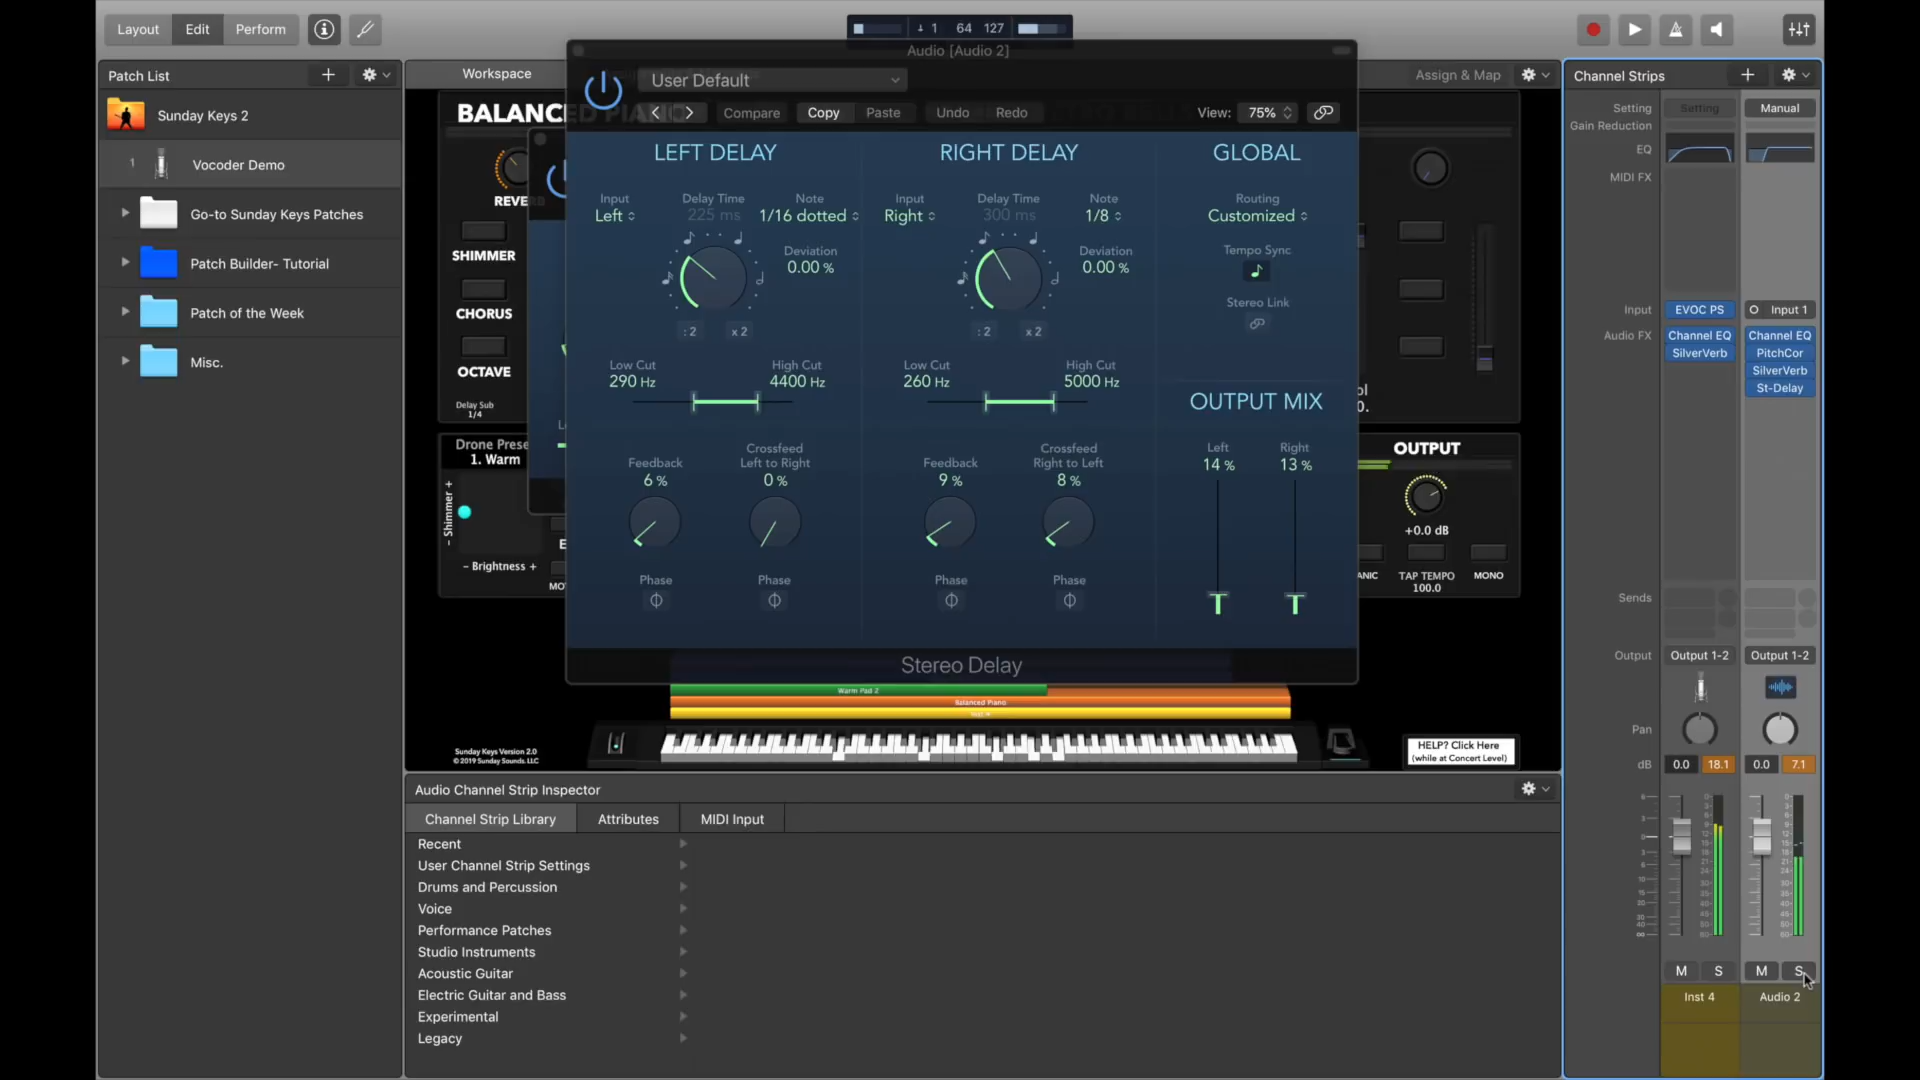 Layout Edit Perform
1 64 127
Patch List
Sunday Keys 2
1 Vocoder Demo
Go-to Sunday Keys Patches
Patch Builder- Tutorial
Patch of the Week
Misc.
Workspace
Assign & Map
BALANCED PIANO
REVERB
SHIMMER
CHORUS
OCTAVE
Delay Sub
1/4
Drone Prese
1. Warm
– Shimmer +
– Brightness +
Sunday Keys Version 2.0
© 2019 Sunday Sounds. LLC
Audio [Audio 2]
User Default
Compare Copy Paste Undo Redo
View: 75%
LEFT DELAY RIGHT DELAY GLOBAL
Input Delay Time Note
Left 225 ms 1/16 dotted
Deviation
0.00 %
: 2 x 2
Low Cut High Cut
290 Hz 4400 Hz
Feedback
6 %
Crossfeed
Left to Right
0 %
Phase Phase
Input Delay Time Note
Right 300 ms 1/8
Deviation
0.00 %
: 2 x 2
Low Cut High Cut
260 Hz 5000 Hz
Feedback
9 %
Crossfeed
Right to Left
8 %
Phase Phase
Routing
Customized
Tempo Sync
Stereo Link
OUTPUT MIX
Left Right
14 % 13 %
Stereo Delay
Warm Pad 2
Balanced Piano
OUTPUT
+0.0 dB
ANIC TAP TEMPO MONO
100.0
HELP? Click Here
(while at Concert Level)
Audio Channel Strip Inspector
Channel Strip Library Attributes MIDI Input
Recent
User Channel Strip Settings
Drums and Percussion
Voice
Performance Patches
Studio Instruments
Acoustic Guitar
Electric Guitar and Bass
Experimental
Legacy
Channel Strips
Setting Setting Manual
Gain Reduction
EQ
MIDI FX
Input EVOC PS Input 1
Audio FX Channel EQ Channel EQ
SilverVerb PitchCor
SilverVerb
St-Delay
Sends
Output Output 1-2 Output 1-2
Pan
dB 0.0 18.1 0.0 7.1
M S M S
Inst 4 Audio 2